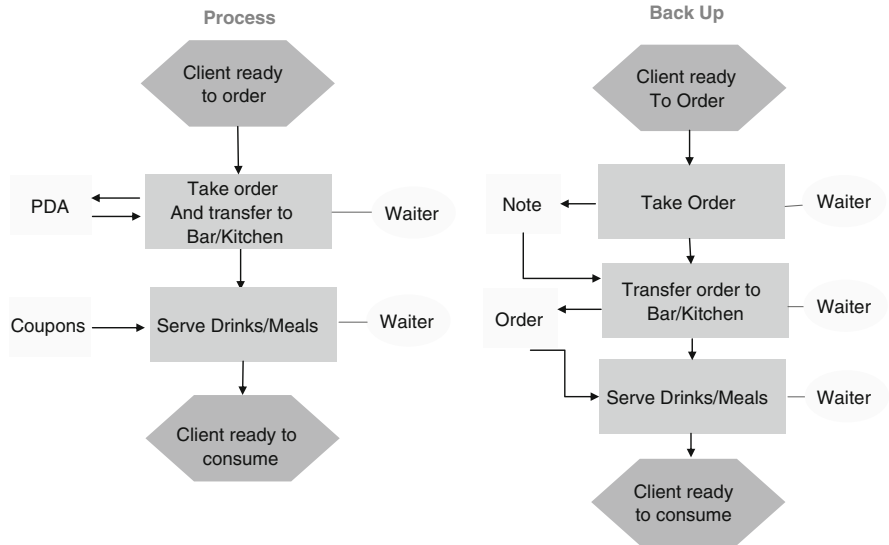 Process
Client ready
to order
PDA
Take order
And transfer to
Bar/Kitchen
Waiter
Coupons
Serve Drinks/Meals
Waiter
Client ready to
consume
Back Up
Client ready
To Order
Note
Take Order
Waiter
Transfer order to
Bar/Kitchen
Waiter
Order
Serve Drinks/Meals
Waiter
Client ready
to consume